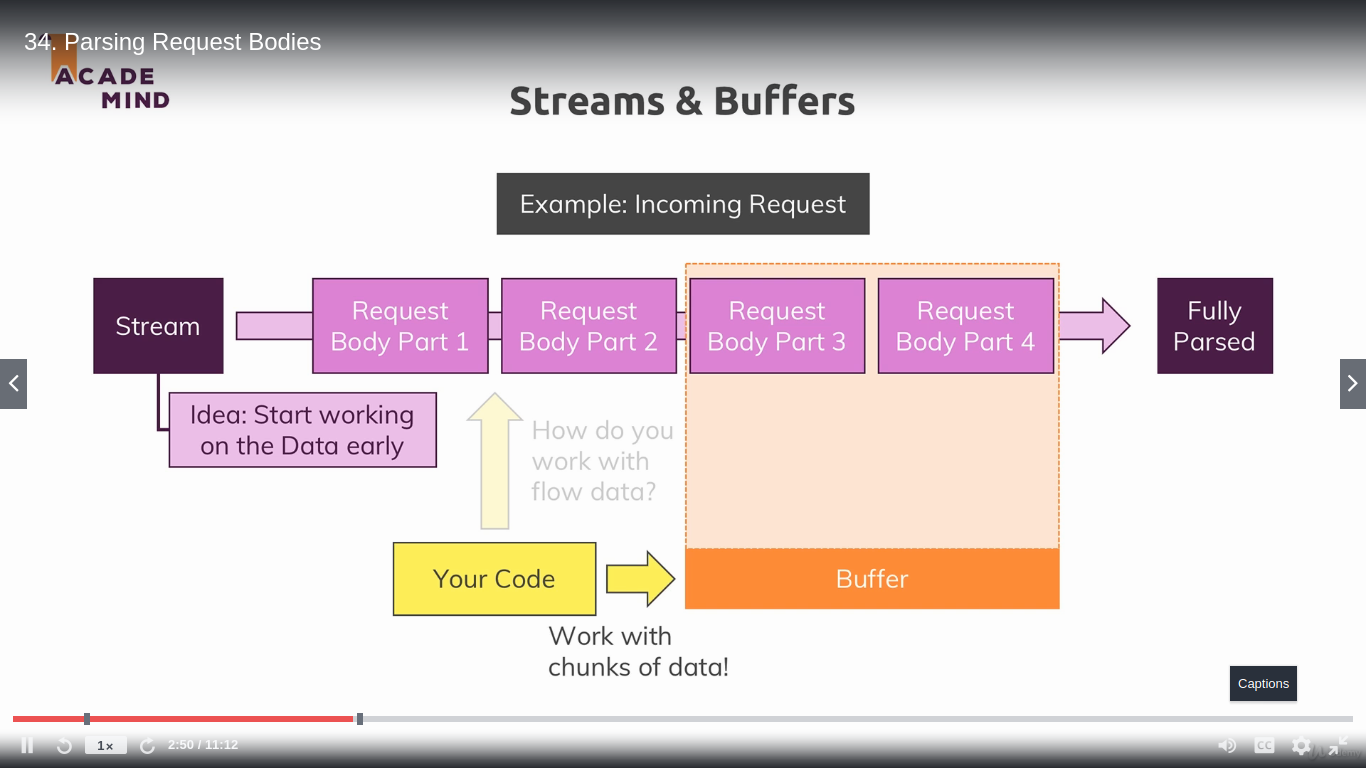 34. Parsing Request Bodies
ACADE
MIND
Streams & Buffers
Example: Incoming Request
Stream
Request
Body Part 1
Request
Body Part 2
Request
Body Part 3
Request
Body Part 4
Fully
Parsed
Idea: Start working
on the Data early
How do you
work with
flow data?
Your Code
Buffer
Work with
chunks of data!
Captions
1×
2:50 / 11:12
CC